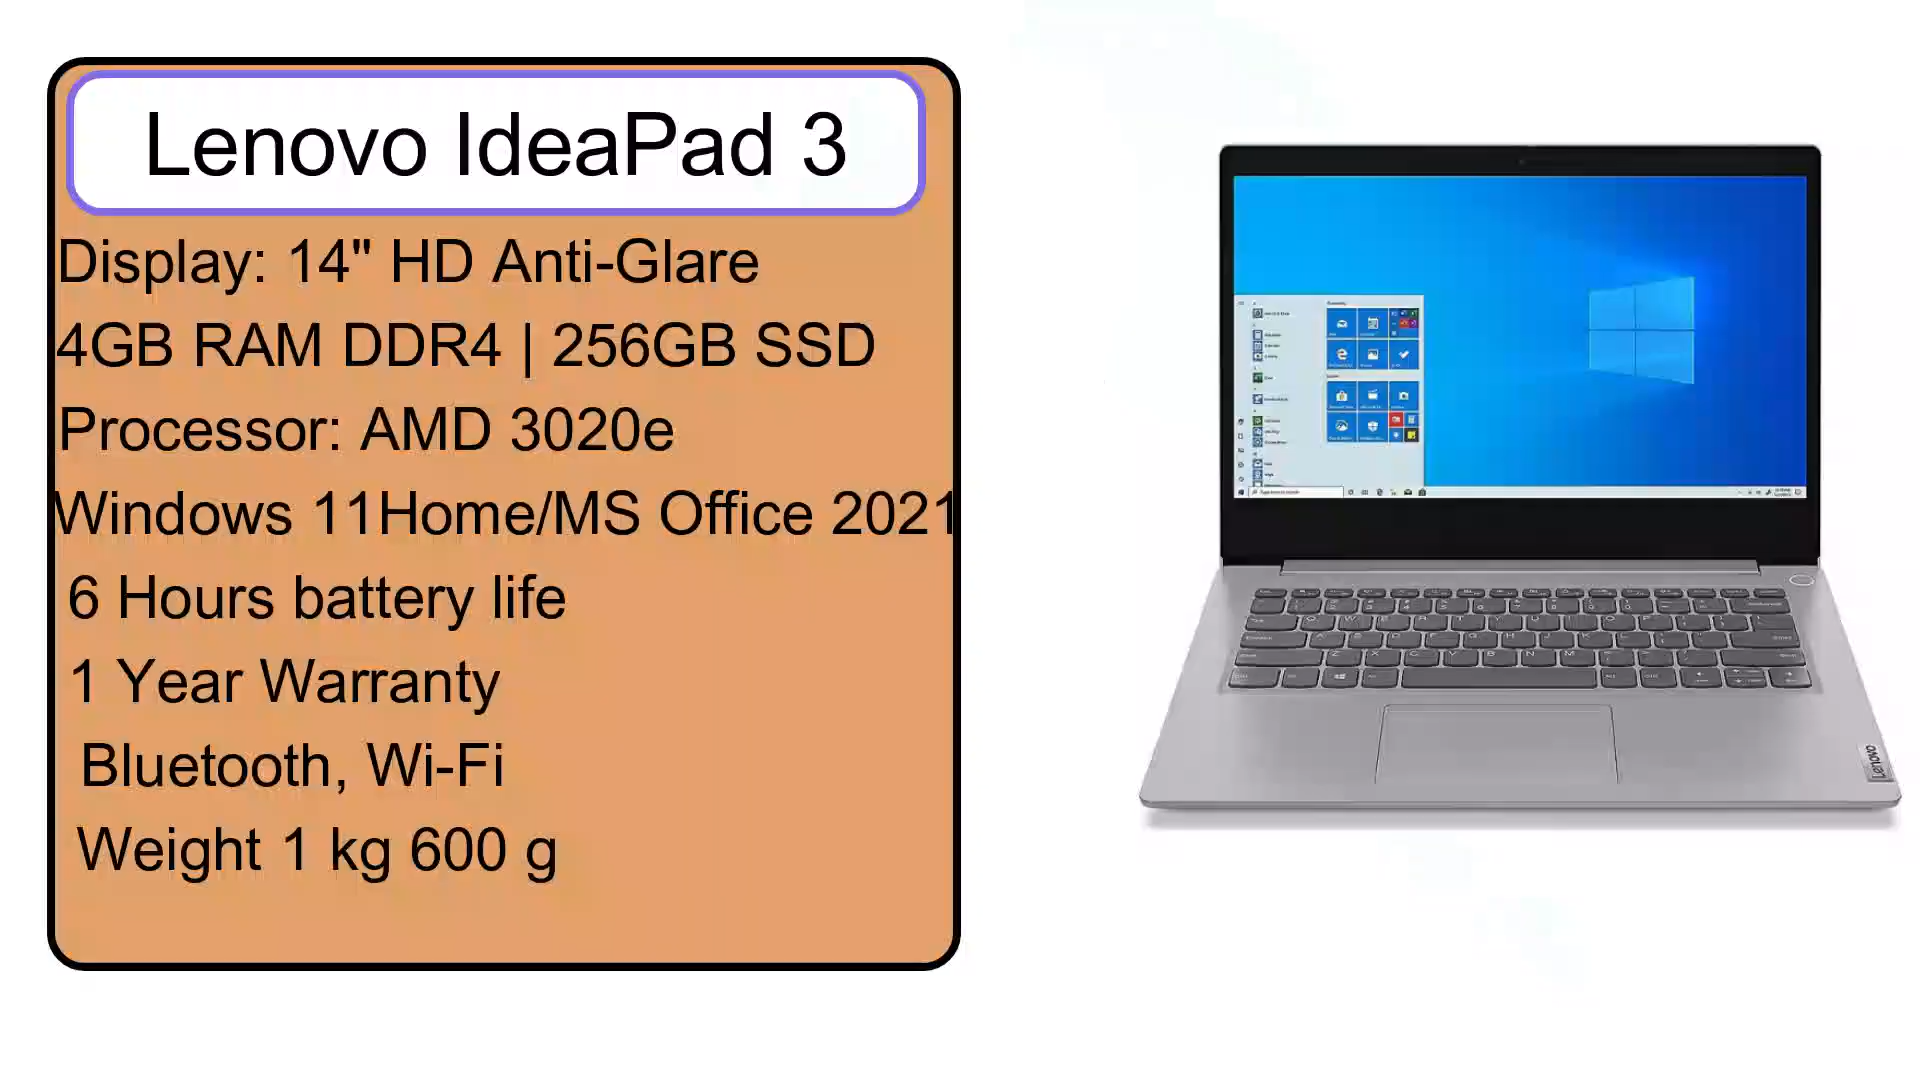 Lenovo IdeaPad 3
Display: 14" HD Anti-Glare
4GB RAM DDR4 | 256GB SSD
Processor: AMD 3020e
Windows 11Home/MS Office 2021
6 Hours battery life
1 Year Warranty
Bluetooth, Wi-Fi
Weight 1 kg 600 g
Lenovo